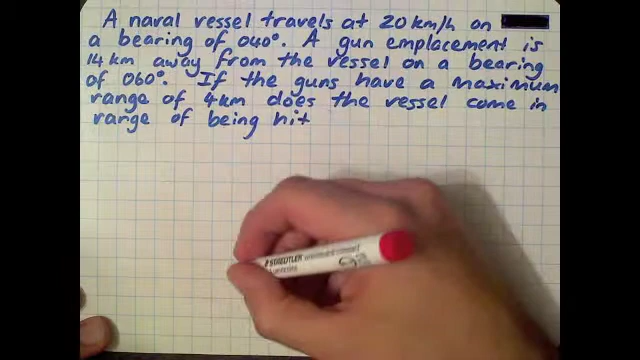 A naval vessel travels at 20 km/h on
a bearing of 040°. A gun emplacement is
14 km away from the vessel on a bearing
of 060°. If the guns have a maximum
range of 4km does the vessel come in
range of being hit
STAEDTLER